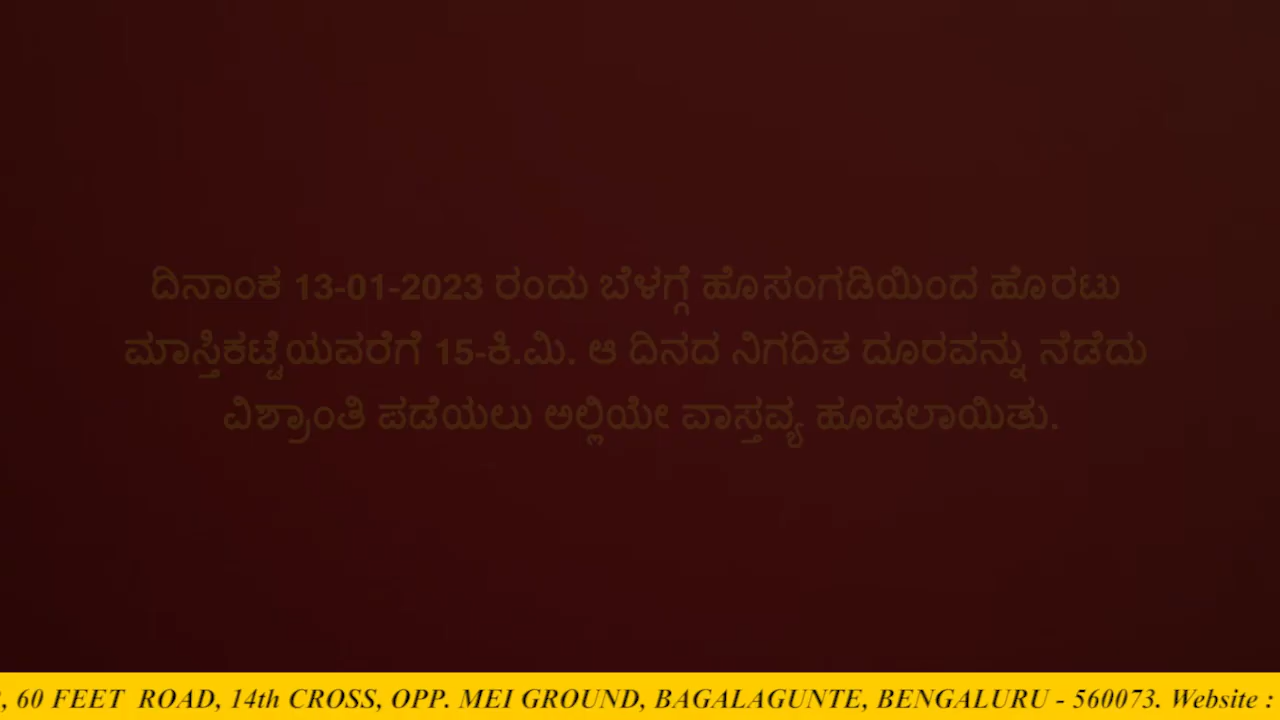 ದಿನಾಂಕ 13-01-2023 ರಂದು ಬೆಳಗ್ಗೆ ಹೊಸಂಗಡಿಯಿಂದ ಹೊರಟು
ಮಾಸ್ತಿಕಟ್ಟೆಯವರೆಗೆ 15-ಕಿ.ಮಿ. ಆ ದಿನದ ನಿಗದಿತ ದೂರವನ್ನು ನೆಡೆದು
ವಿಶ್ರಾಂತಿ ಪಡೆಯಲು ಅಲ್ಲಿಯೇ ವಾಸ್ತವ್ಯ ಹೂಡಲಾಯಿತು.
, 60 FEET ROAD, 14th CROSS, OPP. MEI GROUND, BAGALAGUNTE, BENGALURU - 560073. Website :